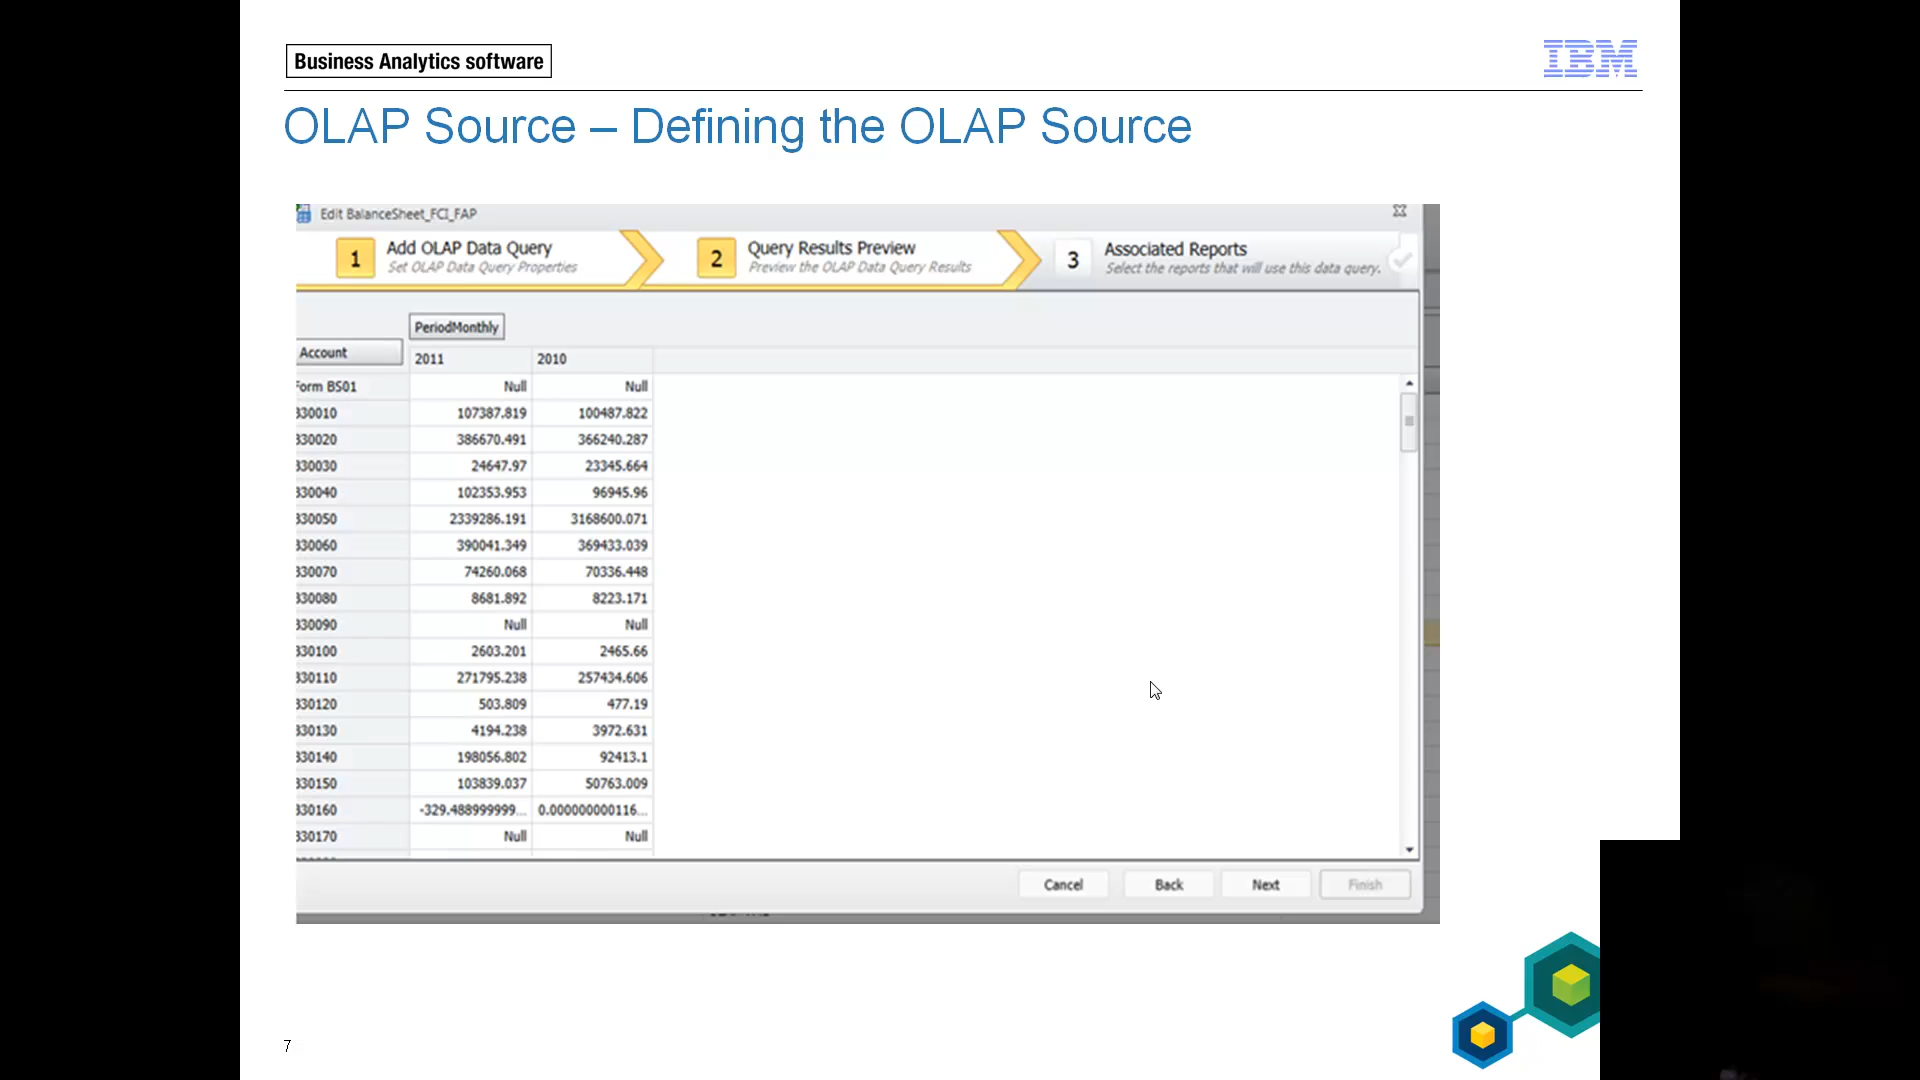 Business Analytics software
IBM
OLAP Source – Defining the OLAP Source
Edit BalanceSheet_FCI_FAP
1 Add OLAP Data Query
Set OLAP Data Query Properties
2 Query Results Preview
Preview the OLAP Data Query Results
3 Associated Reports
Select the reports that will use this data query.
PeriodMonthly
Account 2011 2010
Form BS01 Null Null
330010 107387.819 100487.822
330020 386670.491 366240.287
330030 24647.97 23345.664
330040 102353.953 96945.96
330050 2339286.191 3168600.071
330060 390041.349 369433.039
330070 74260.068 70336.448
330080 8681.892 8223.171
330090 Null Null
330100 2603.201 2465.66
330110 271795.238 257434.606
330120 503.809 477.19
330130 4194.238 3972.631
330140 198056.802 92413.1
330150 103839.037 50763.009
330160 -329.488999999... 0.000000000116...
330170 Null Null
Cancel Back Next Finish
7